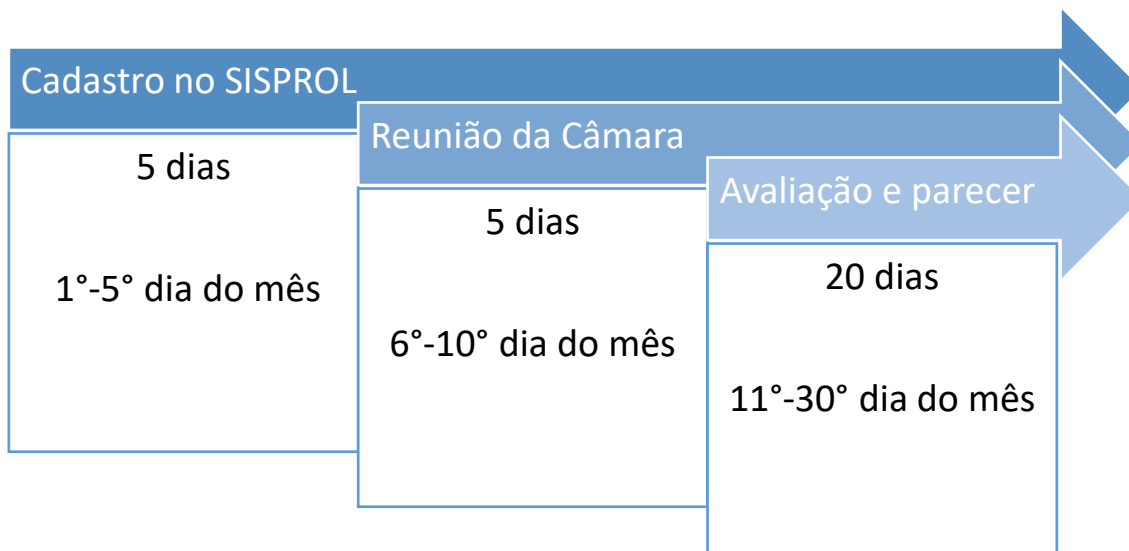 Cadastro no SISPROL
5 dias
1°-5° dia do mês
Reunião da Câmara
5 dias
6°-10° dia do mês
Avaliação e parecer
20 dias
11°-30° dia do mês